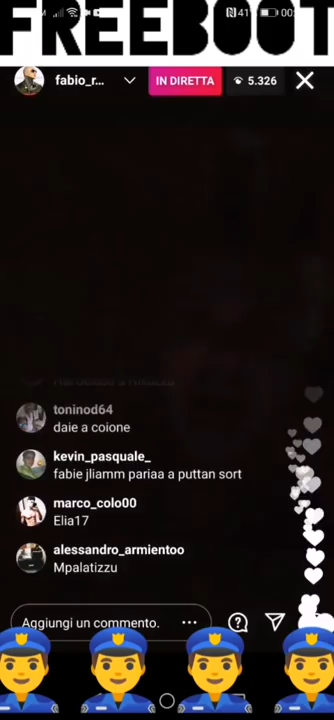 FREEBOOT
fabio_r...
IN DIRETTA
5.326
toninod64
daie a coione
kevin_pasquale_
fabie jliamm pariaa a puttan sort
marco_colo00
Elia17
alessandro_armientoo
Mpalatizzu
Aggiungi un commento.